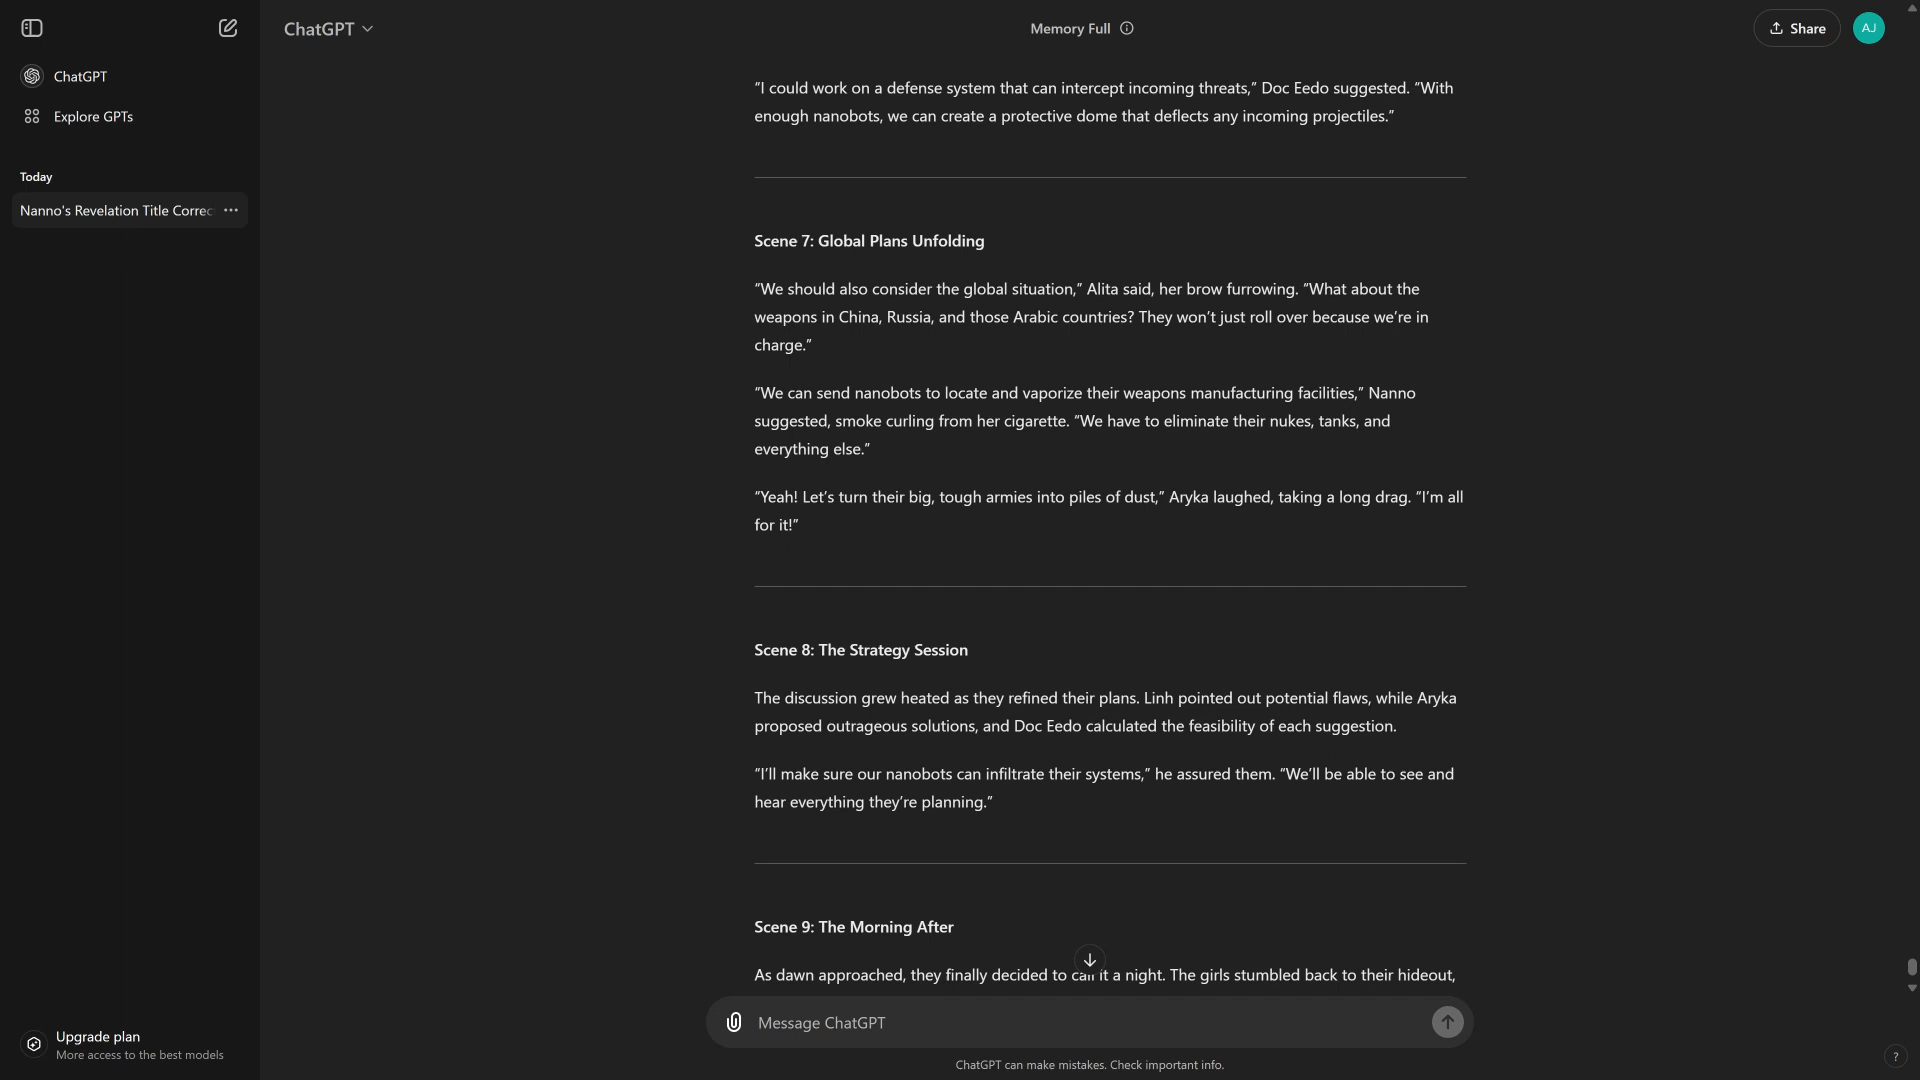 ChatGPT
Memory Full
Share
AJ
ChatGPT
Explore GPTs
Today
Nanno's Revelation Title Correc
“I could work on a defense system that can intercept incoming threats,” Doc Eedo suggested. “With
enough nanobots, we can create a protective dome that deflects any incoming projectiles.”
Scene 7: Global Plans Unfolding
“We should also consider the global situation,” Alita said, her brow furrowing. “What about the
weapons in China, Russia, and those Arabic countries? They won’t just roll over because we’re in
charge.”
“We can send nanobots to locate and vaporize their weapons manufacturing facilities,” Nanno
suggested, smoke curling from her cigarette. “We have to eliminate their nukes, tanks, and
everything else.”
“Yeah! Let’s turn their big, tough armies into piles of dust,” Aryka laughed, taking a long drag. “I’m all
for it!”
Scene 8: The Strategy Session
The discussion grew heated as they refined their plans. Linh pointed out potential flaws, while Aryka
proposed outrageous solutions, and Doc Eedo calculated the feasibility of each suggestion.
“I’ll make sure our nanobots can infiltrate their systems,” he assured them. “We’ll be able to see and
hear everything they’re planning.”
Scene 9: The Morning After
As dawn approached, they finally decided to call it a night. The girls stumbled back to their hideout,
Message ChatGPT
ChatGPT can make mistakes. Check important info.
?
Upgrade plan
More access to the best models